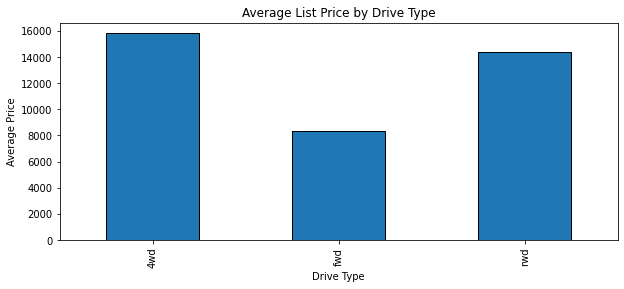 Average List Price by Drive Type
16000
14000
12000
10000
8000
6000
4000
2000
0
Average Price
4wd
fwd
rwd
Drive Type